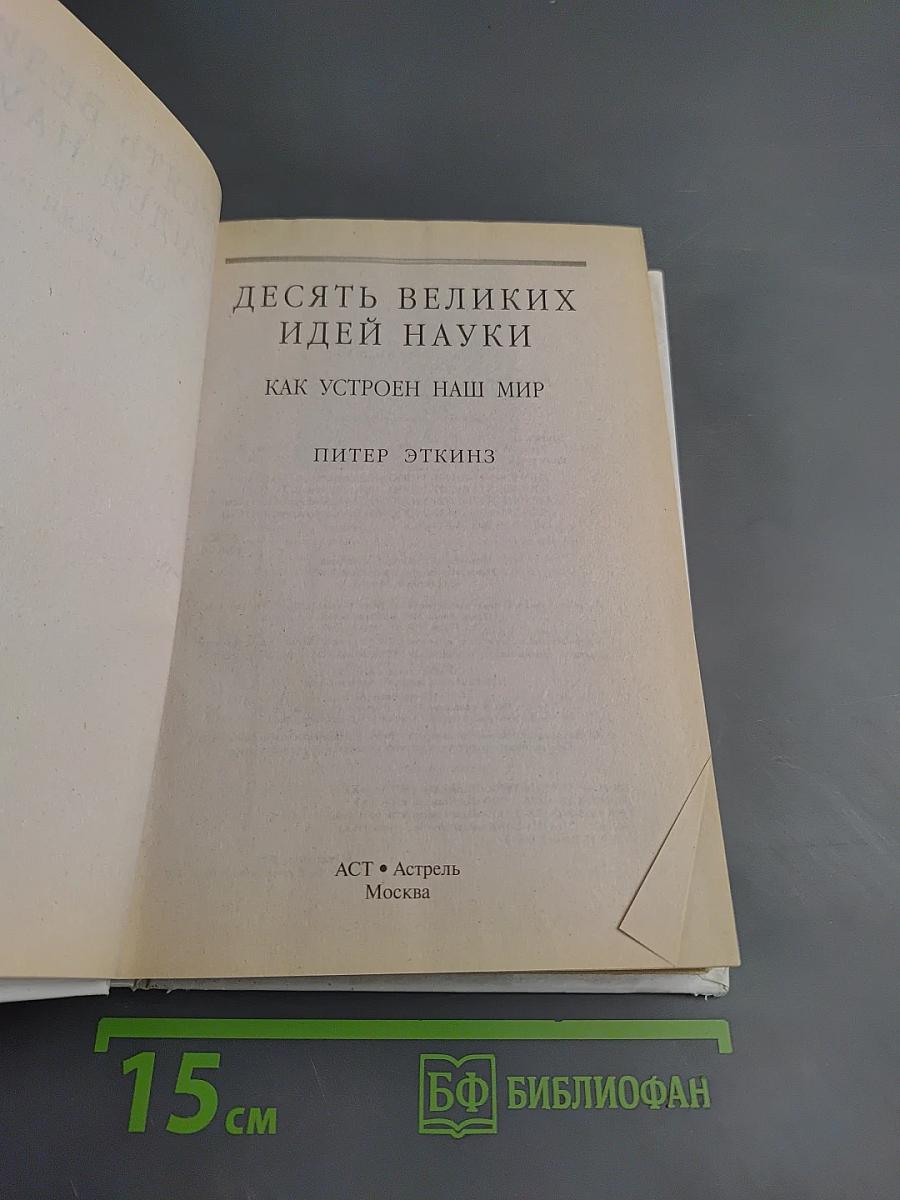 ДЕСЯТЬ ВЕЛИКИХ
ИДЕЙ НАУКИ
КАК УСТРОЕН НАШ МИР
ПИТЕР ЭТКИНЗ
АСТ • Астрель
Москва
15 см
БФ БИБЛИОФАН